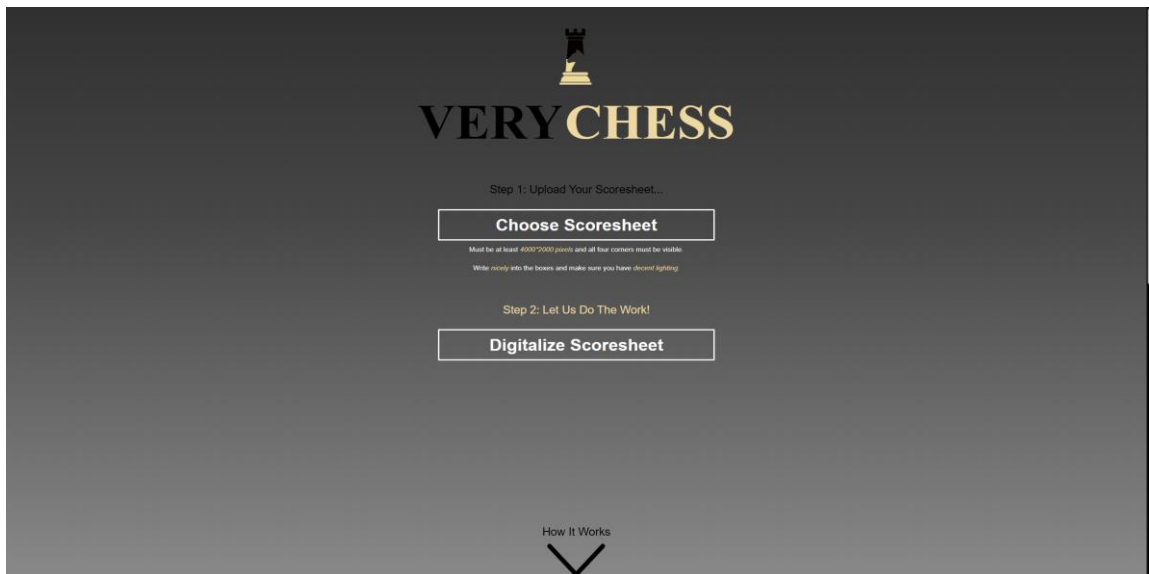 VERYCHESS
Step 1: Upload Your Scoresheet...
Choose Scoresheet
Must be at least 4000*2000 pixels and all four corners must be visible.
Write nicely into the boxes and make sure you have decent lighting.
Step 2: Let Us Do The Work!
Digitalize Scoresheet
How It Works